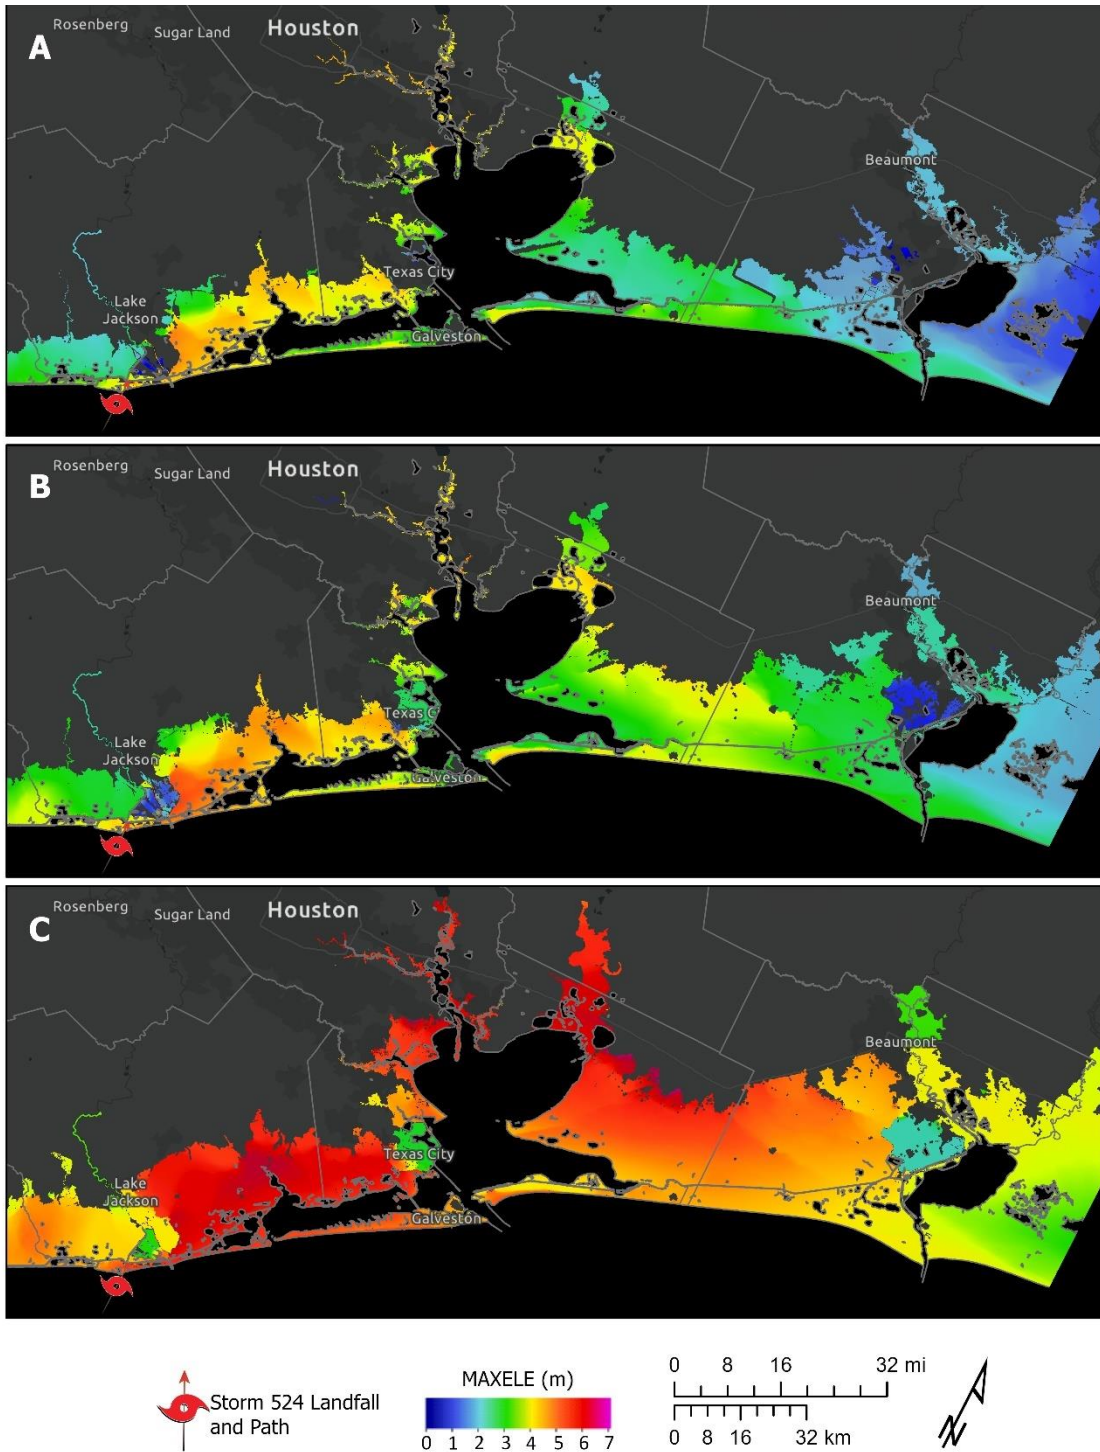 A
Rosenberg
Sugar Land
Houston
Beaumont
Texas City
Lake
Jackson
Galveston
B
Rosenberg
Sugar Land
Houston
Beaumont
Texas C
Lake
Jackson
Galveston
C
Rosenberg
Sugar Land
Houston
Beaumont
Texas City
Lake
Jackson
Galveston
Storm 524 Landfall
and Path
MAXELE (m)
0 1 2 3 4 5 6 7
0 8 16 32 mi
0 8 16 32 km
N